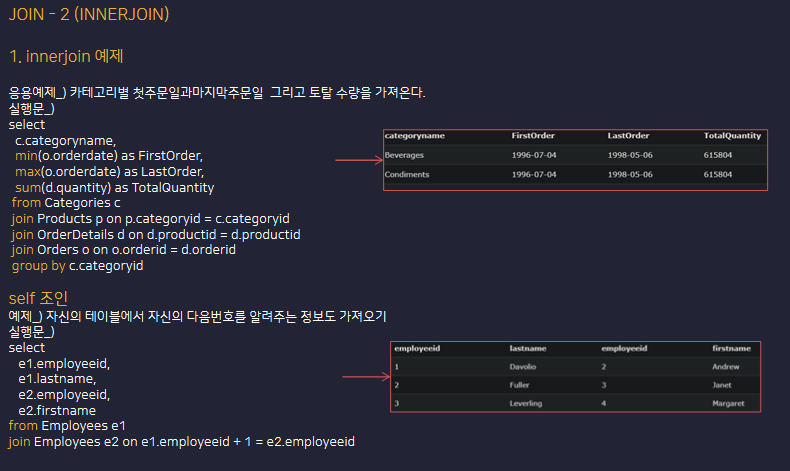 JOIN - 2 (INNERJOIN)
1. innerjoin 예제
응용예제_) 카테고리별 첫주문일과마지막주문일 그리고 토탈 수량을 가져온다.
실행문_)
select
c.categoryname,
min(o.orderdate) as FirstOrder,
max(o.orderdate) as LastOrder,
sum(d.quantity) as TotalQuantity
from Categories c
join Products p on p.categoryid = c.categoryid
join OrderDetails d on d.productid = d.productid
join Orders o on o.orderid = d.orderid
group by c.categoryid
categoryname FirstOrder LastOrder TotalQuantity
Beverages 1996-07-04 1998-05-06 615804
Condiments 1996-07-04 1998-05-06 615804
self 조인
예제_) 자신의 테이블에서 자신의 다음번호를 알려주는 정보도 가져오기
실행문_)
select
e1.employeeid,
e1.lastname,
e2.employeeid,
e2.firstname
from Employees e1
join Employees e2 on e1.employeeid + 1 = e2.employeeid
employeeid lastname employeeid firstname
1 Davolio 2 Andrew
2 Fuller 3 Janet
3 Leverling 4 Margaret